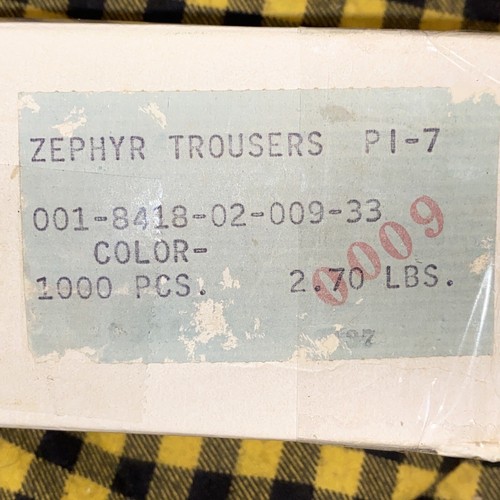 ZEPHYR TROUSERS PI-7
001-8418-02-009-33
COLOR-
1000 PCS. 2.70 LBS.
0009